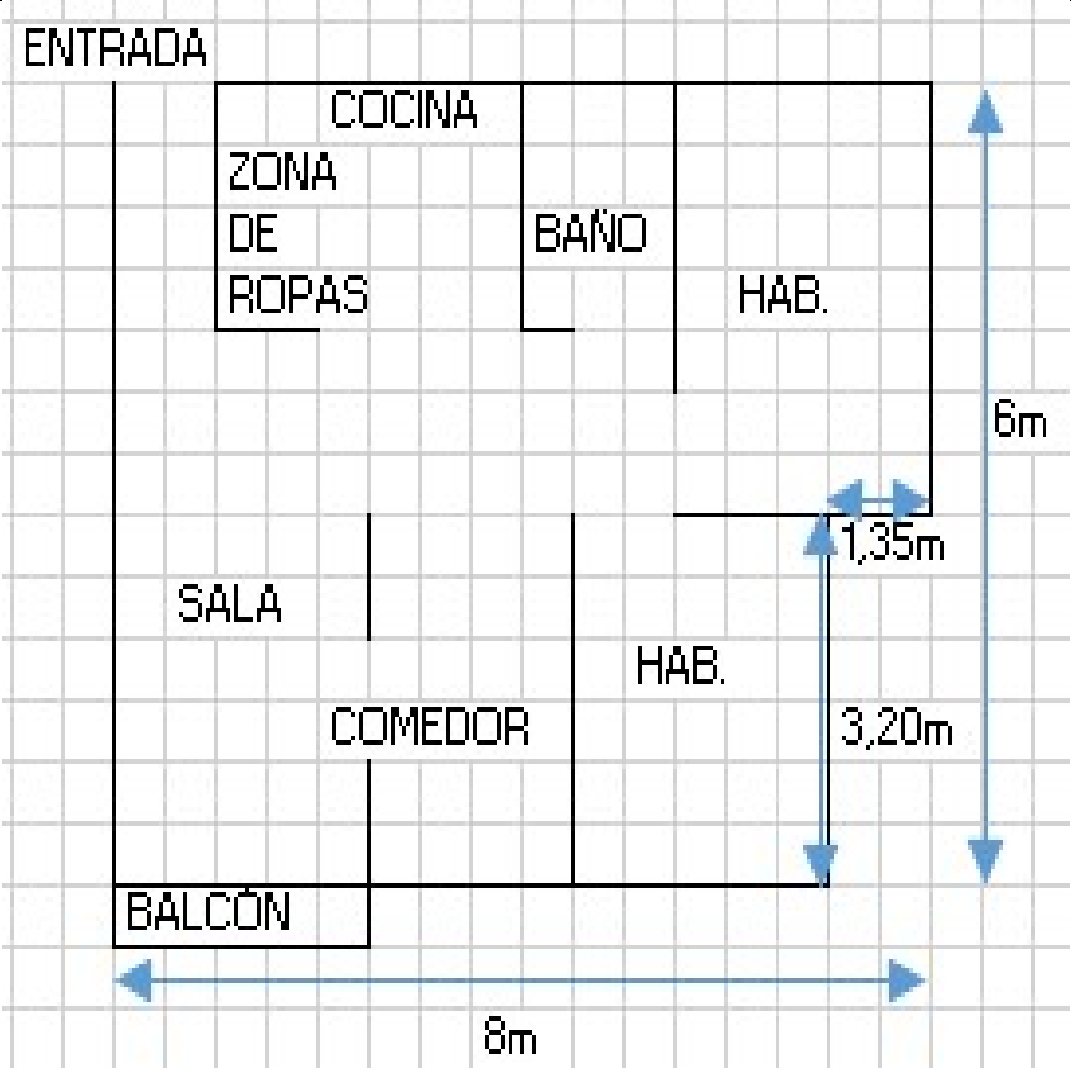 ENTRADA
COCINA
ZONA
DE
ROPAS
BAÑO
HAB.
6m
1,35m
SALA
HAB.
COMEDOR
3,20m
BALCÓN
8m